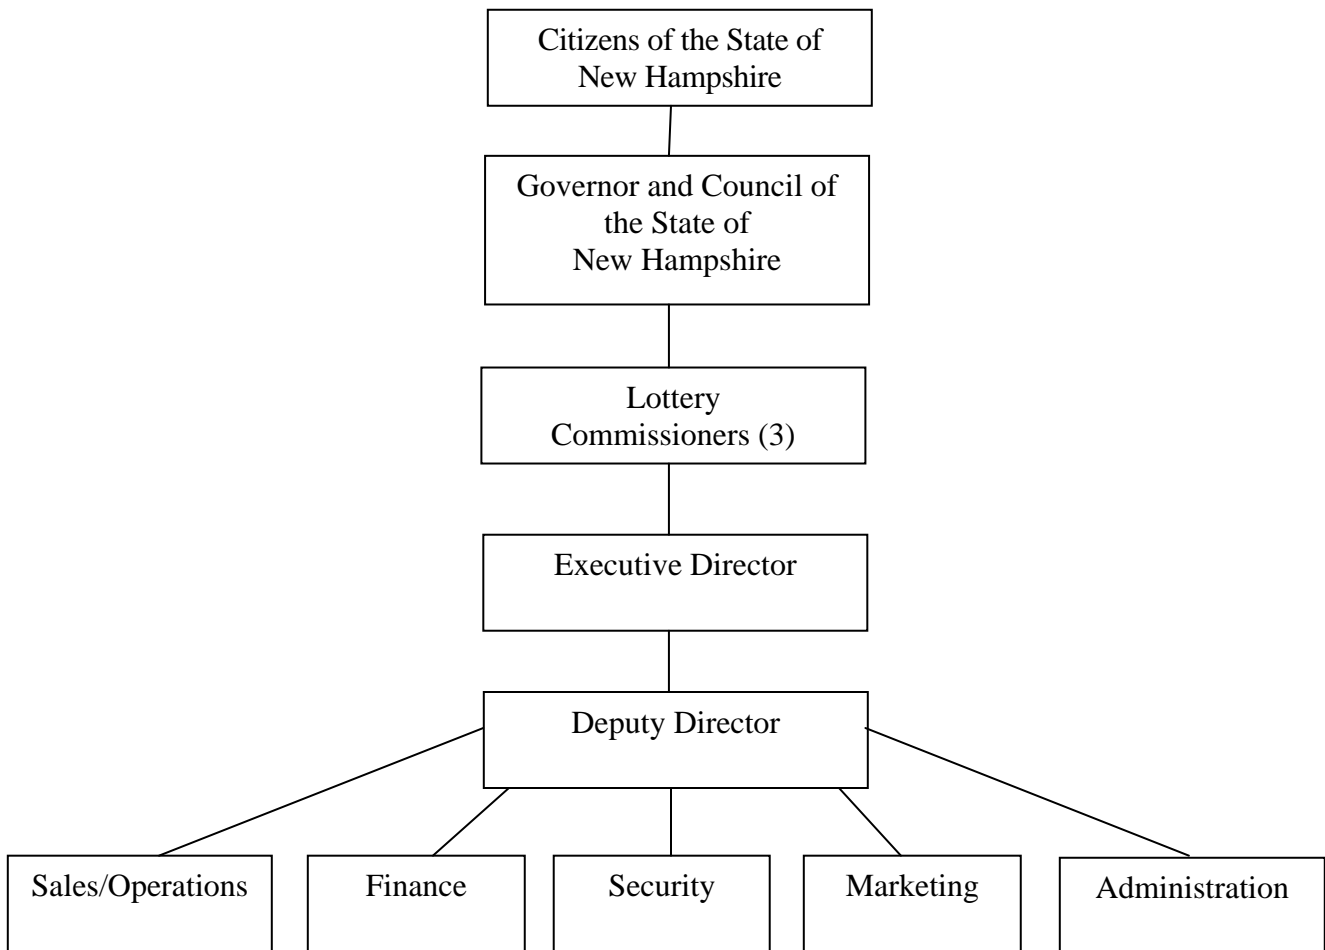 Citizens of the State of
New Hampshire
Governor and Council of
the State of
New Hampshire
Lottery
Commissioners (3)
Executive Director
Deputy Director
Sales/Operations
Finance
Security
Marketing
Administration